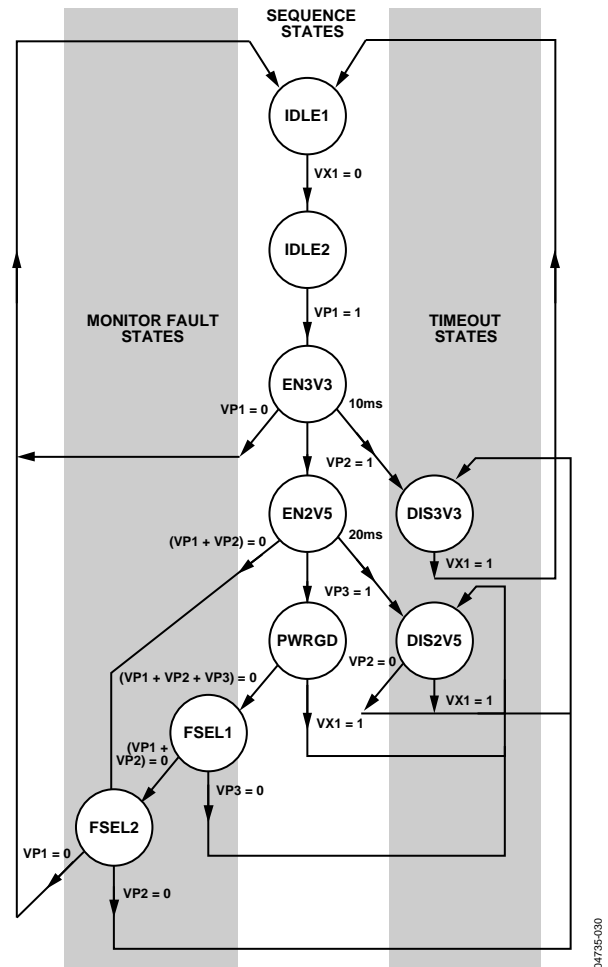 SEQUENCE
STATES
IDLE1
VX1 = 0
IDLE2
VP1 = 1
MONITOR FAULT
STATES
TIMEOUT
STATES
EN3V3
VP1 = 0
10ms
VP2 = 1
DIS3V3
EN2V5
(VP1 + VP2) = 0
20ms
VX1 = 1
VP3 = 1
PWRGD
DIS2V5
VP2 = 0
(VP1 + VP2 + VP3) = 0
VX1 = 1
VX1 = 1
FSEL1
(VP1 +
VP2) = 0
VP3 = 0
FSEL2
VP1 = 0
VP2 = 0
04735-030